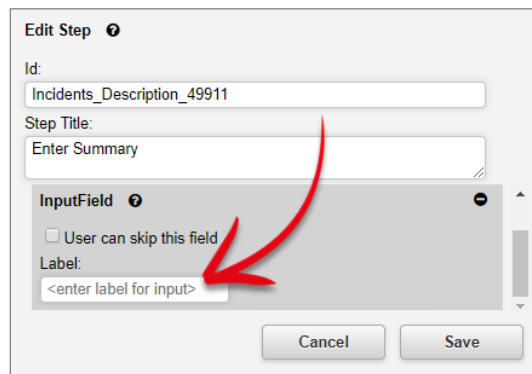 Edit Step
Id:
Incidents_Description_49911
Step Title:
Enter Summary
InputField
User can skip this field
Label:
<enter label for input>
Cancel Save